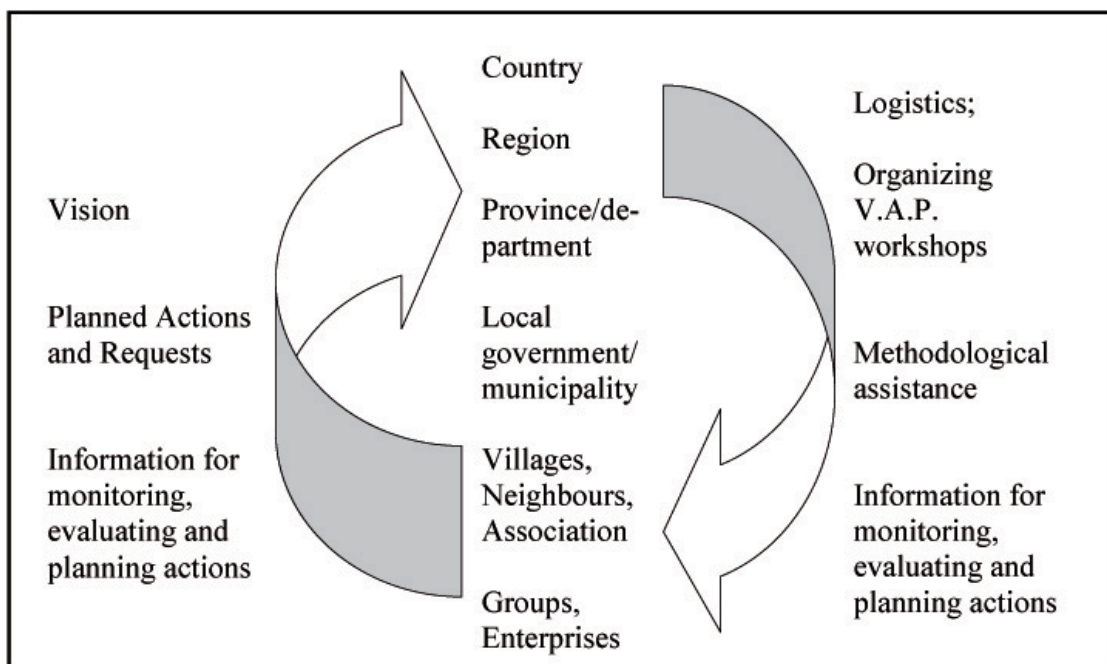 Vision
Planned Actions
and Requests
Information for
monitoring,
evaluating and
planning actions
Country
Region
Province/de-
partment
Local
government/
municipality
Villages,
Neighbours,
Association
Groups,
Enterprises
Logistics;
Organizing
V.A.P.
workshops
Methodological
assistance
Information for
monitoring,
evaluating and
planning actions